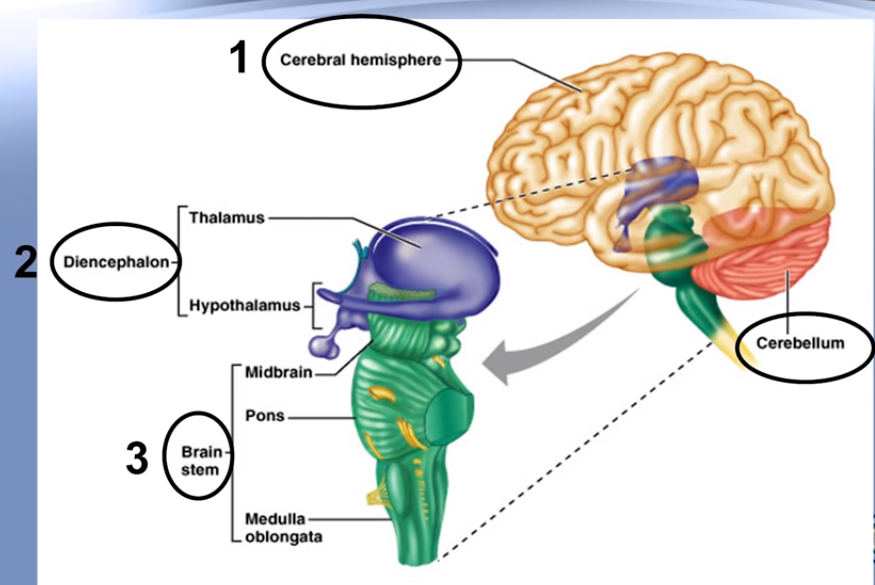 1
Cerebral hemisphere
Thalamus
2
Diencephalon
Hypothalamus
Cerebellum
Midbrain
Pons
3
Brain
stem
Medulla
oblongata